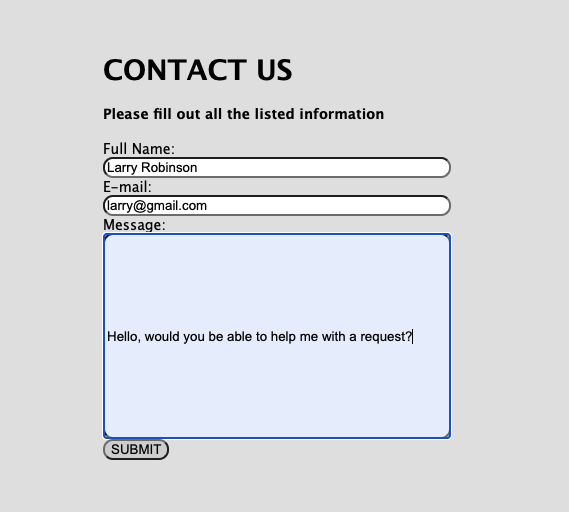 CONTACT US
Please fill out all the listed information
Full Name:
Larry Robinson
E-mail:
larry@gmail.com
Message:
Hello, would you be able to help me with a request?
SUBMIT